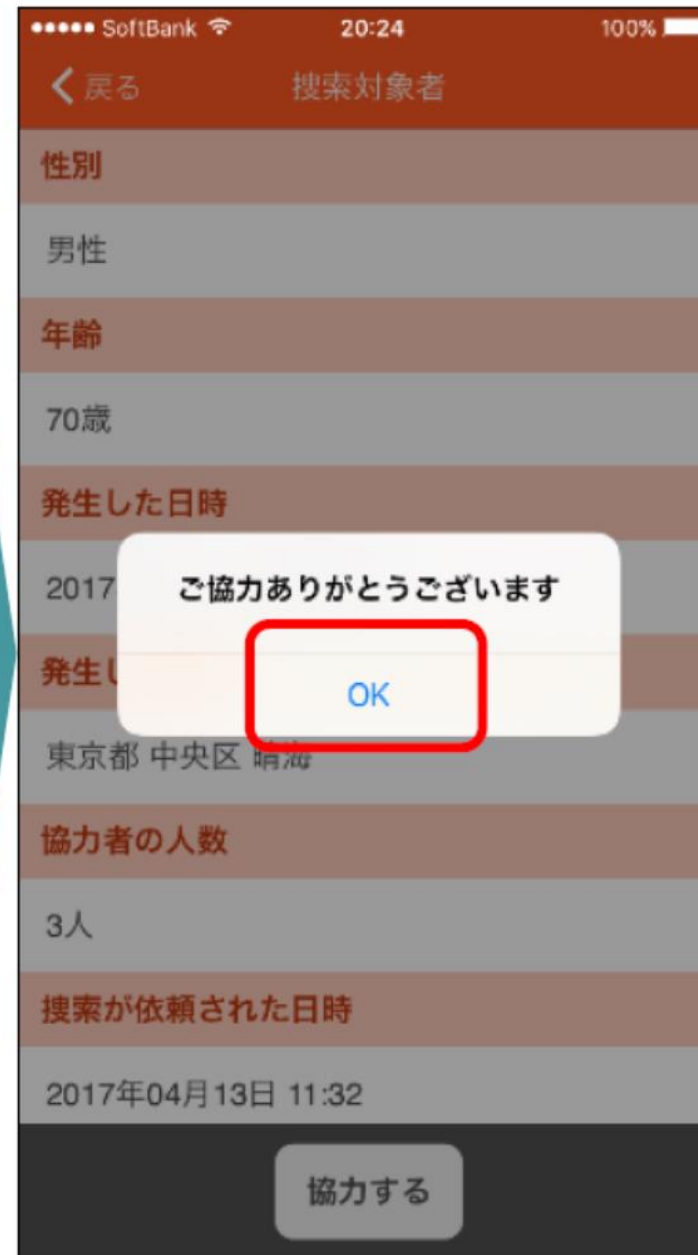 SoftBank 20:24 100%
戻る 捜索対象者
性別
男性
年齢
70歳
発生した日時
2017
ご協力ありがとうございます
発生し
OK
東京都 中央区 晴海
協力者の人数
3人
捜索が依頼された日時
2017年04月13日 11:32
協力する